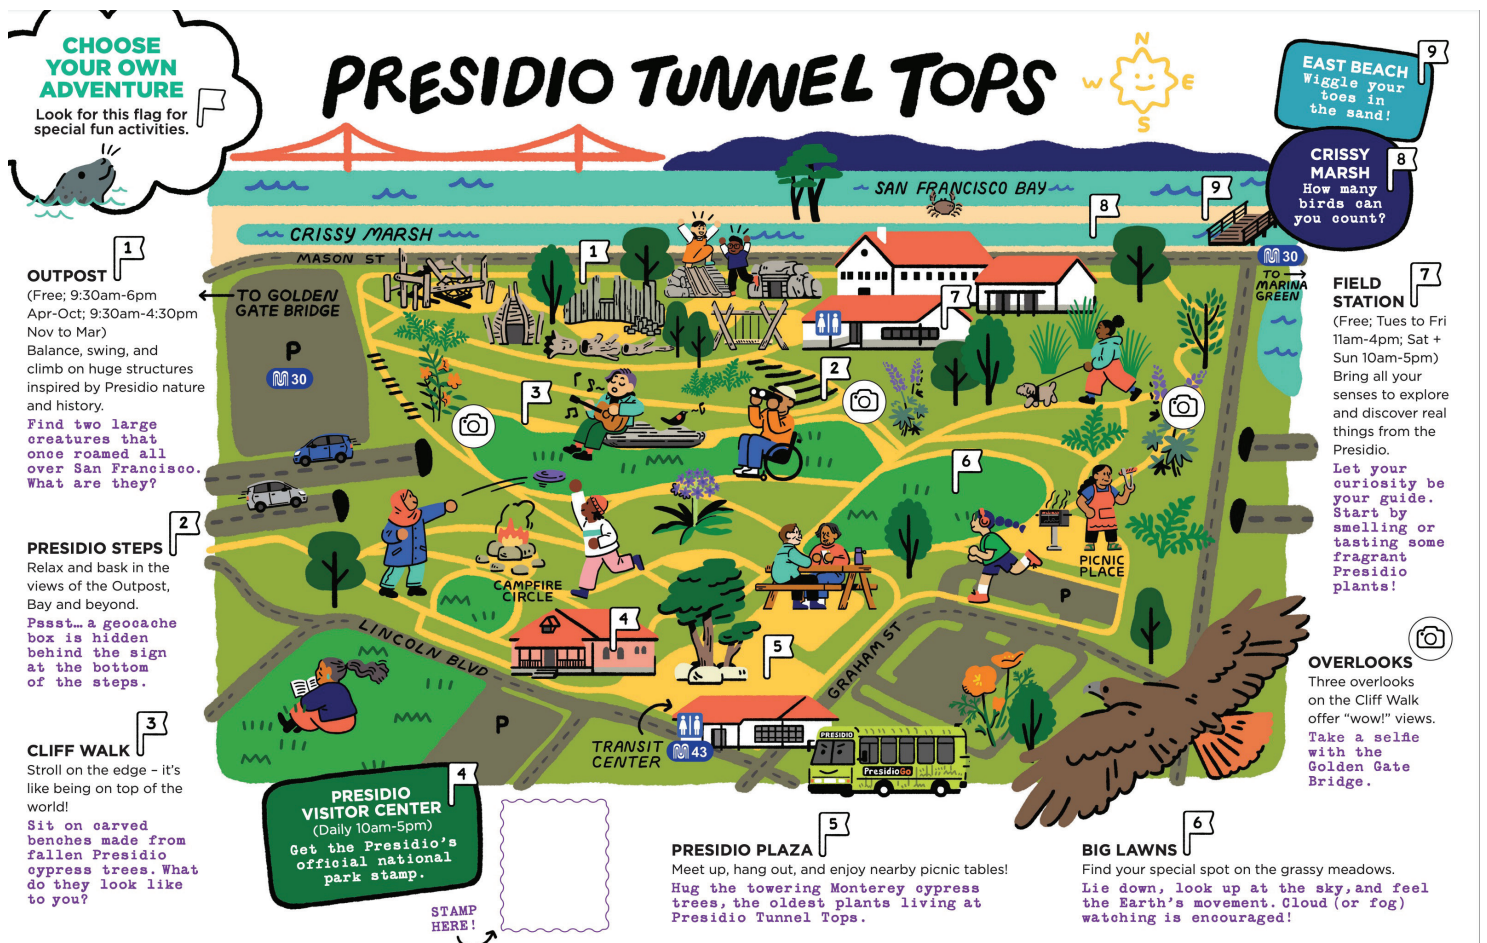 CHOOSE
YOUR OWN
ADVENTURE
Look for this flag for
special fun activities.
PRESIDIO TUNNEL TOPS
N
W
E
S
EAST BEACH
9
Wiggle your
toes in
the sand!
CRISSY
MARSH
8
How many
birds can
you count?
1
OUTPOST
(Free; 9:30am-6pm
Apr-Oct; 9:30am-4:30pm
Nov to Mar)
Balance, swing, and
climb on huge structures
inspired by Presidio nature
and history.
Find two large
creatures that
once roamed all
over San Francisco.
What are they?
2
PRESIDIO STEPS
Relax and bask in the
views of the Outpost,
Bay and beyond.
Pssst… a geocache
box is hidden
behind the sign
at the bottom
of the steps.
3
CLIFF WALK
Stroll on the edge – it's
like being on top of the
world!
Sit on carved
benches made from
fallen Presidio
cypress trees. What
do they look like
to you?
SAN FRANCISCO BAY
8
9
CRISSY MARSH
MASON ST
1
TO GOLDEN
GATE BRIDGE
P
30
30
TO
MARINA
GREEN
7
2
3
6
CAMPFIRE
CIRCLE
PICNIC
PLACE
P
4
5
LINCOLN BLVD
GRAHAM ST
P
TRANSIT
CENTER
43
PRESIDIO
PresidioGo
7
FIELD
STATION
(Free; Tues to Fri
11am-4pm; Sat +
Sun 10am-5pm)
Bring all your
senses to explore
and discover real
things from the
Presidio.
Let your
curiosity be
your guide.
Start by
smelling or
tasting some
fragrant
Presidio
plants!
OVERLOOKS
Three overlooks
on the Cliff Walk
offer “wow!” views.
Take a selfie
with the
Golden Gate
Bridge.
4
PRESIDIO
VISITOR CENTER
(Daily 10am-5pm)
Get the Presidio's
official national
park stamp.
STAMP
HERE!
5
PRESIDIO PLAZA
Meet up, hang out, and enjoy nearby picnic tables!
Hug the towering Monterey cypress
trees, the oldest plants living at
Presidio Tunnel Tops.
6
BIG LAWNS
Find your special spot on the grassy meadows.
Lie down, look up at the sky, and feel
the Earth's movement. Cloud (or fog)
watching is encouraged!